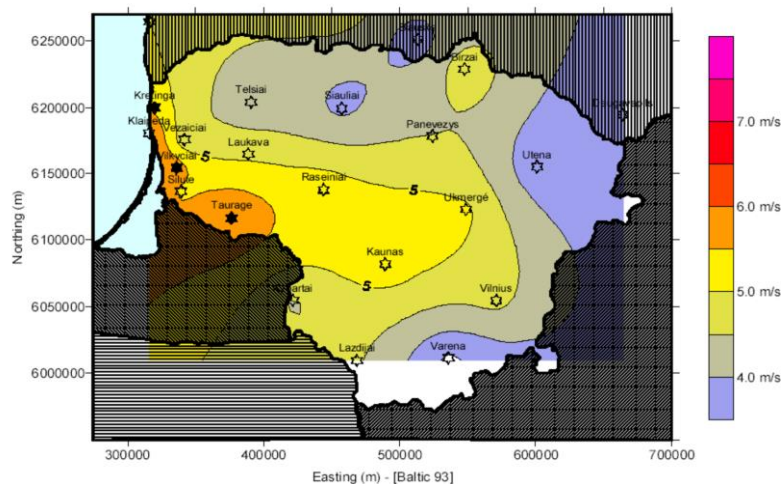 6250000
6200000
6150000
6100000
6050000
6000000
Northing (m)
Birzai
Kretinga
Telsiai
Siauliai
Klaipeda
Vezaiciai
Panevezys
Laukava
Vilkyciai
Silute
Raseiniai
Utena
Taurage
Ukmergé
Kaunas
Vilnius
Lazdijai
Varena
5
5
5
7.0 m/s
6.0 m/s
5.0 m/s
4.0 m/s
300000 400000 500000 600000 700000
Easting (m) - [Baltic 93]